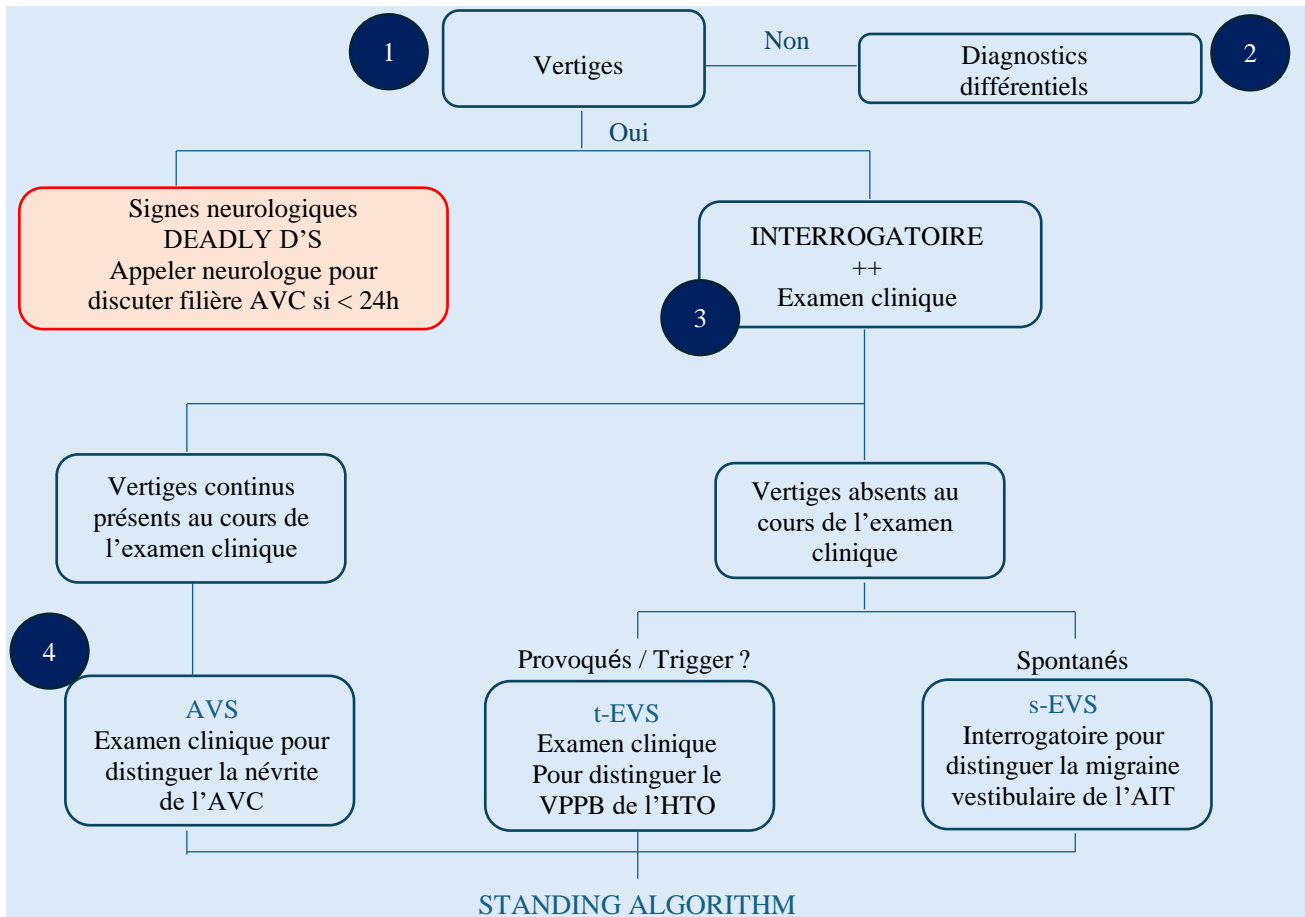 1
Vertiges
Non
Diagnostics
différentiels
2
Oui
Signes neurologiques
DEADLY D’S
Appeler neurologue pour
discuter filière AVC si < 24h
INTERROGATOIRE
++
Examen clinique
3
Vertiges continus
présents au cours de
l’examen clinique
Vertiges absents au
cours de l’examen
clinique
4
Provoqués / Trigger ?
Spontanés
AVS
Examen clinique pour
distinguer la névrite
de l’AVC
t-EVS
Examen clinique
Pour distinguer le
VPPB de l’HTO
s-EVS
Interrogatoire pour
distinguer la migraine
vestibulaire de l’AIT
STANDING ALGORITHM